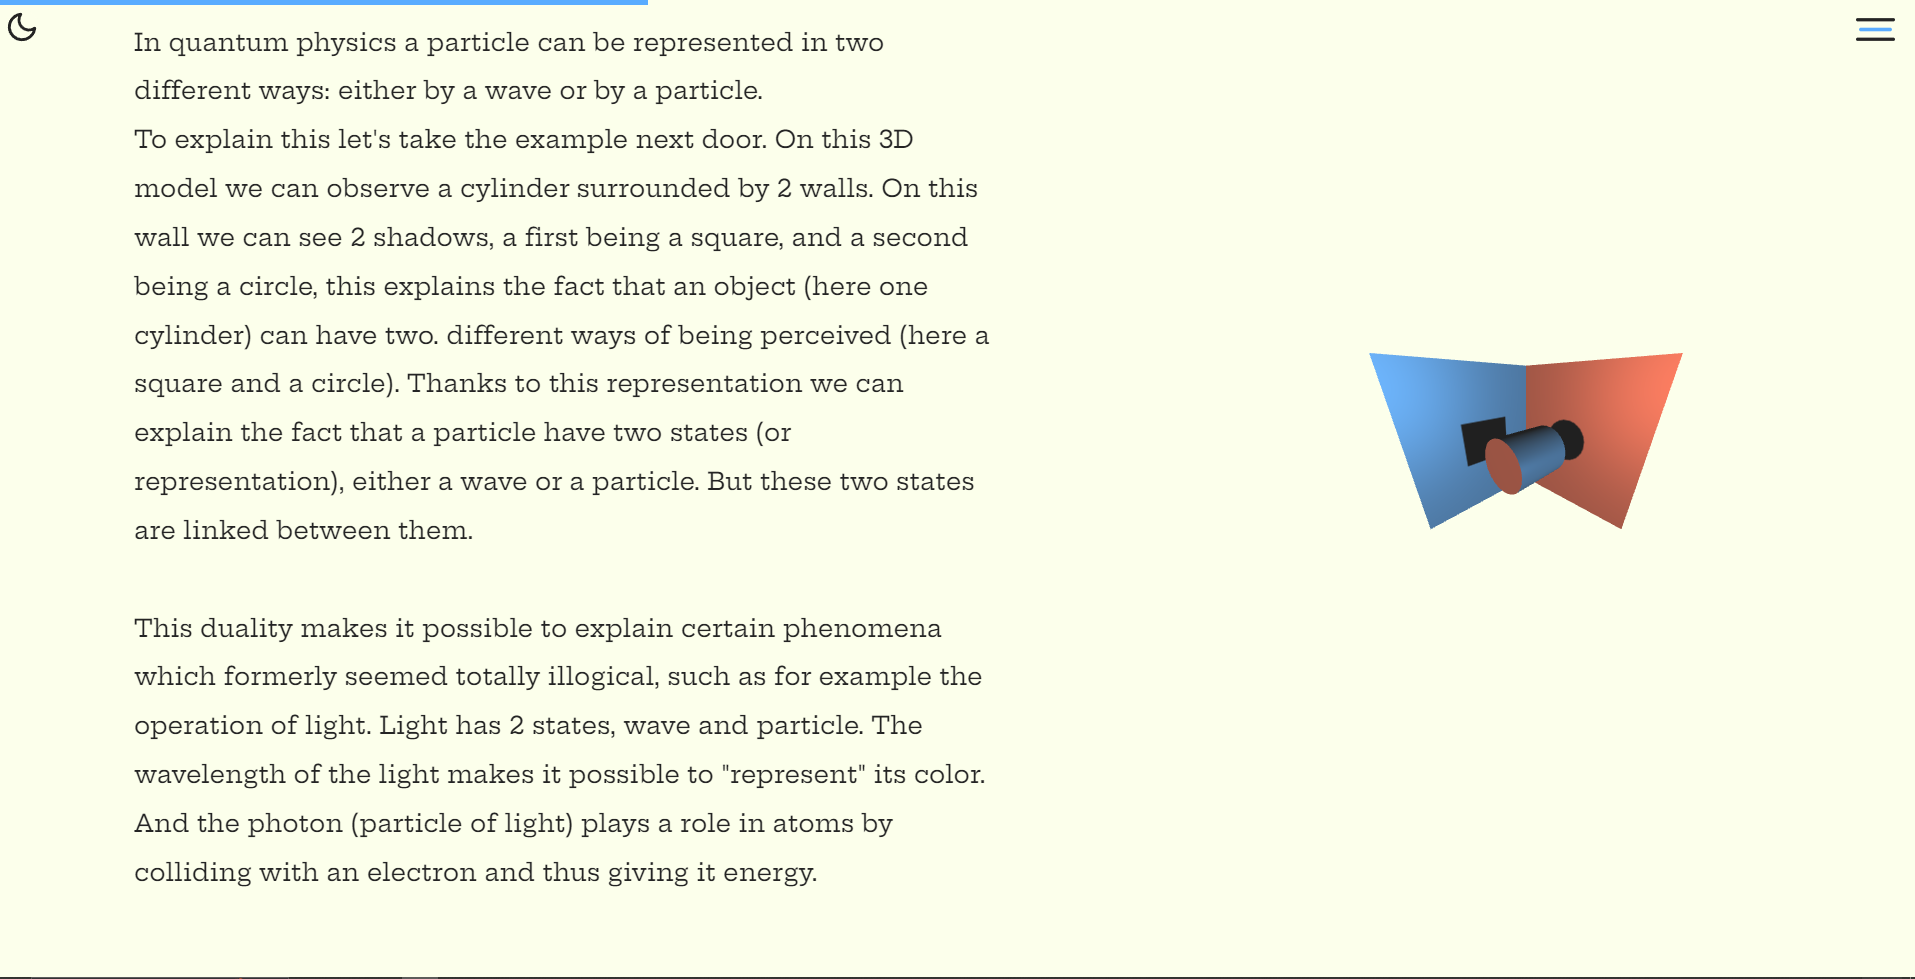 In quantum physics a particle can be represented in two
different ways: either by a wave or by a particle.
To explain this let's take the example next door. On this 3D
model we can observe a cylinder surrounded by 2 walls. On this
wall we can see 2 shadows, a first being a square, and a second
being a circle, this explains the fact that an object (here one
cylinder) can have two. different ways of being perceived (here a
square and a circle). Thanks to this representation we can
explain the fact that a particle have two states (or
representation), either a wave or a particle. But these two states
are linked between them.
This duality makes it possible to explain certain phenomena
which formerly seemed totally illogical, such as for example the
operation of light. Light has 2 states, wave and particle. The
wavelength of the light makes it possible to "represent" its color.
And the photon (particle of light) plays a role in atoms by
colliding with an electron and thus giving it energy.